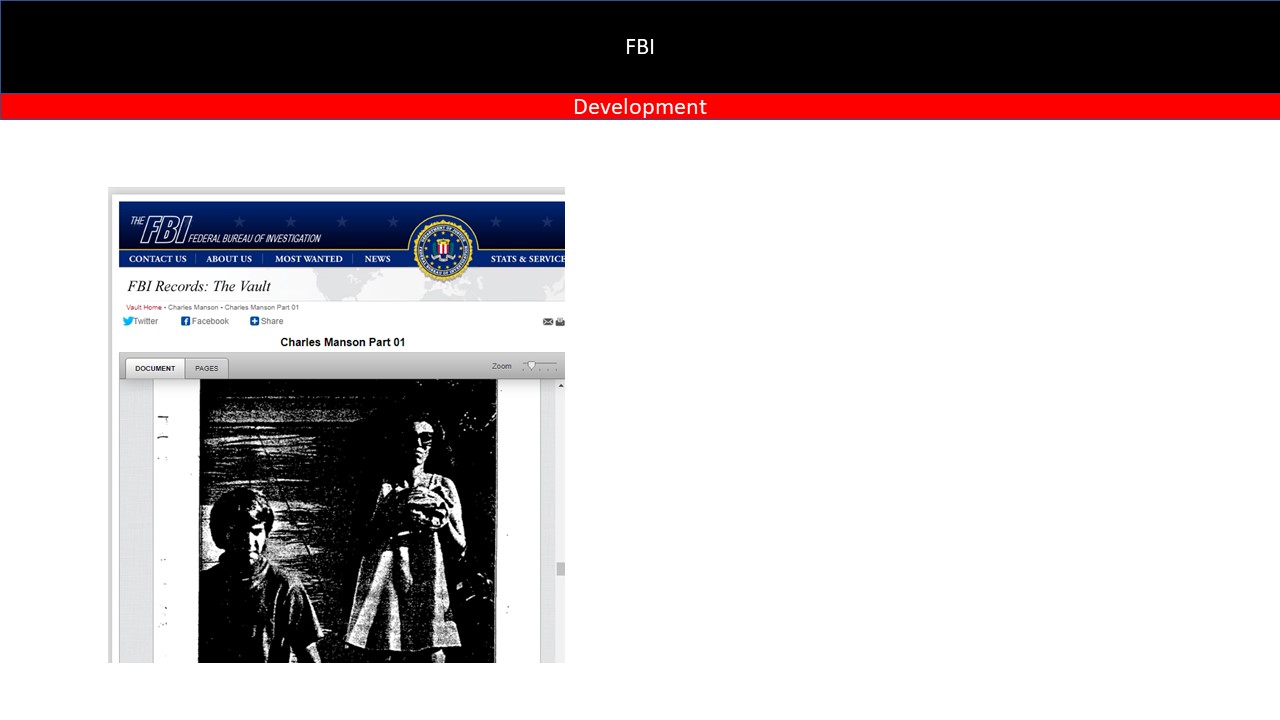 FBI
Development
THE FBI FEDERAL BUREAU OF INVESTIGATION
CONTACT US ABOUT US MOST WANTED NEWS STATS & SERVICE
FBI Records: The Vault
Vault Home • Charles Manson • Charles Manson Part 01
Twitter Facebook Share
Charles Manson Part 01
DOCUMENT PAGES Zoom